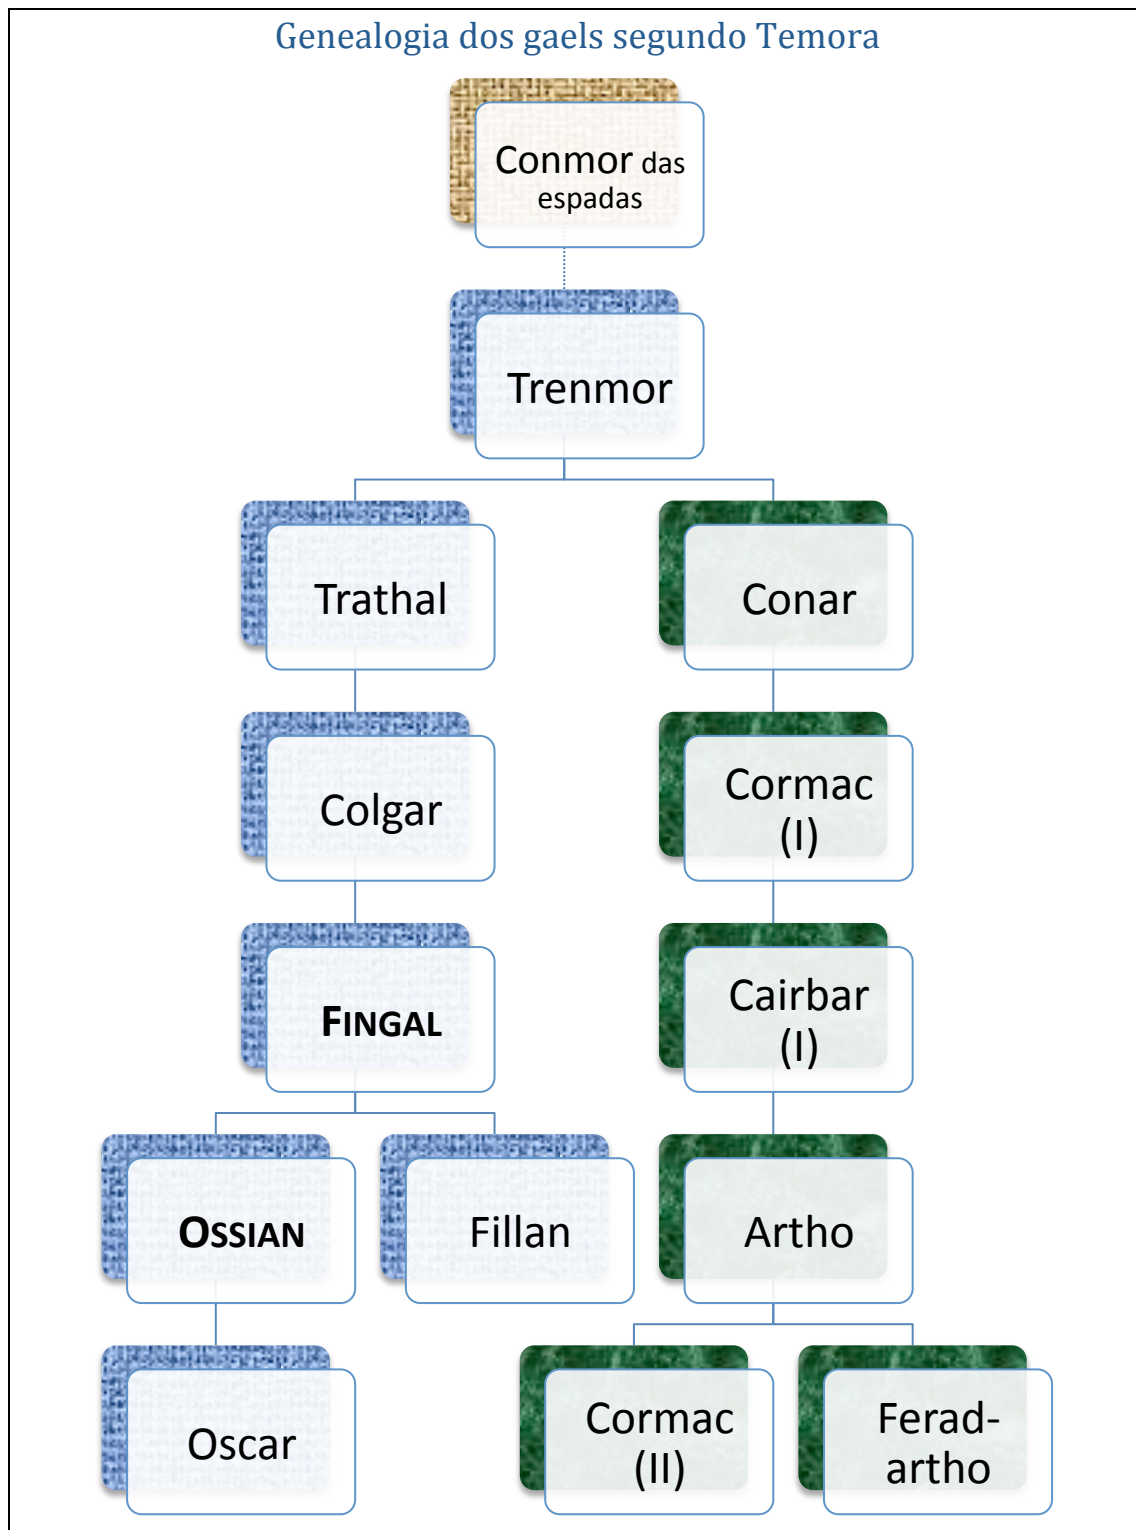 Genealogia dos gaels segundo Temora
Conmor das
espadas
Trenmor
Trathal
Conar
Colgar
Cormac
(I)
FINGAL
Cairbar
(I)
OSSIAN
Fillan
Artho
Oscar
Cormac
(II)
Ferad-
artho